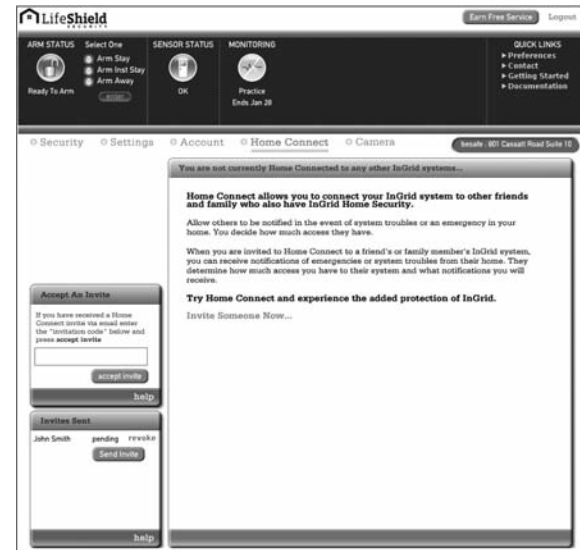 LifeShield
SECURITY
Earn Free Service
Logout
ARM STATUS
Ready To Arm
Select One
Arm Stay
Arm Inst Stay
Arm Away
enter
SENSOR STATUS
OK
MONITORING
Practice
Ends Jan 28
QUICK LINKS
Preferences
Contact
Getting Started
Documentation
Security
Settings
Account
Home Connect
Camera
besafe - 801 Cassatt Road Suite 10
You are not currently Home Connected to any other InGrid systems...
Home Connect allows you to connect your InGrid system to other friends
and family who also have InGrid Home Security.
Allow others to be notified in the event of system troubles or an emergency in your
home. You decide how much access they have.
When you are invited to Home Connect to a friend's or family member's InGrid system,
you can receive notifications of emergencies or system troubles from their home. They
determine how much access you have to their system and what notifications you will
receive.
Try Home Connect and experience the added protection of InGrid.
Invite Someone Now...
Accept An Invite
If you have received a Home
Connect invite via email enter
the "invitation code" below and
press accept invite
accept invite
help
Invites Sent
John Smith pending revoke
Send Invite
help